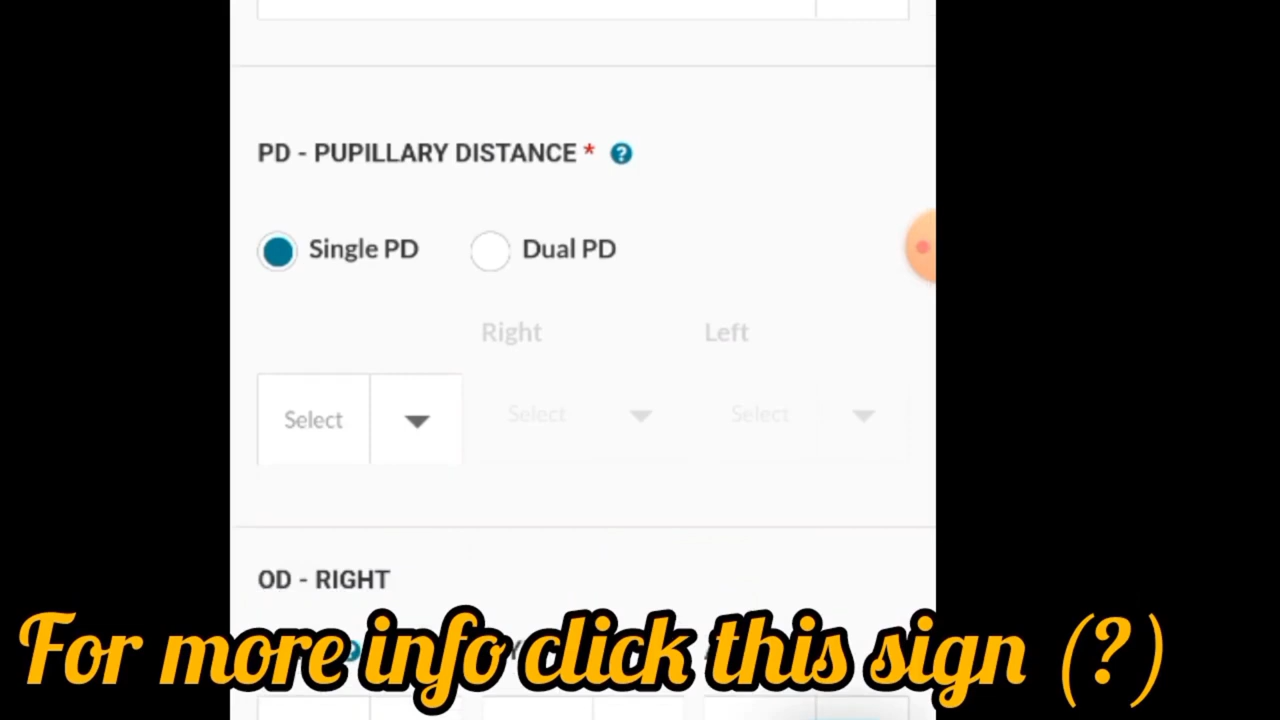 PD - PUPILLARY DISTANCE * ?
Single PD Dual PD
Right Left
Select Select Select
OD - RIGHT
For more info click this sign (?)